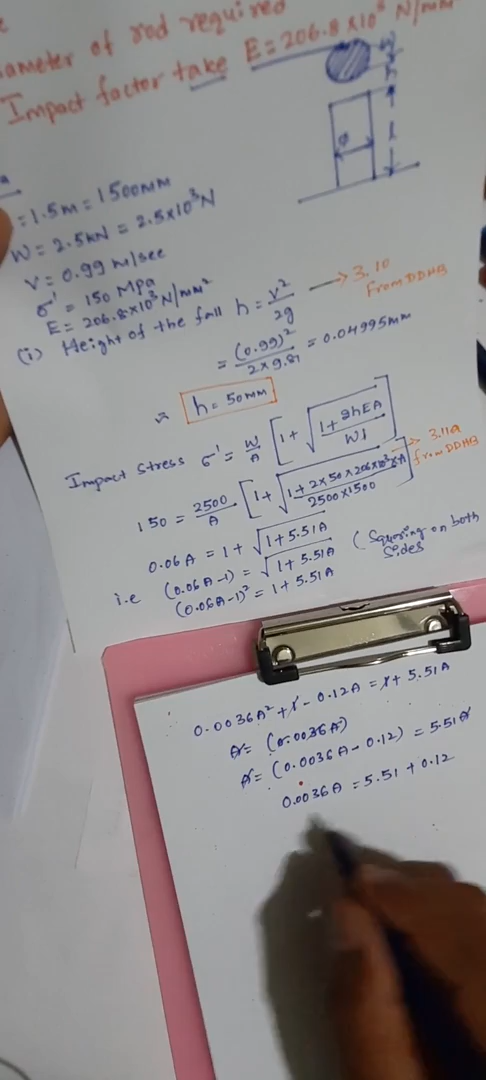 ameter of rod required
Impact factor take E = 206.8×10³ N/mm
= 1.5m = 1500mm
W = 2.5kN = 2.5×10³N
V = 0.99 m/sec
σ' = 150 MPa
E = 206.8×10³N/mm²
(i) Height of the fall h = V²/2g → 3.10 From DDHB
= (0.99)²/2×9.81 = 0.04995mm
∴ h = 50mm
Impact stress σ' = W/A [1+√(1+2hEA/Wl)] → 3.11a from DDHB
150 = 2500/A [1+√(1+2×50×206×10³×A/2500×1500)]
0.06A = 1+√1+5.51A
i.e (0.06A-1) = √1+5.51A (Squaring on both sides
(0.06A-1)² = 1+5.51A
0.0036A²+1-0.12A = 1+5.51A
A = (0.0036A)
A = (0.0036A-0.12) = 5.51A
0.0036A = 5.51+0.12